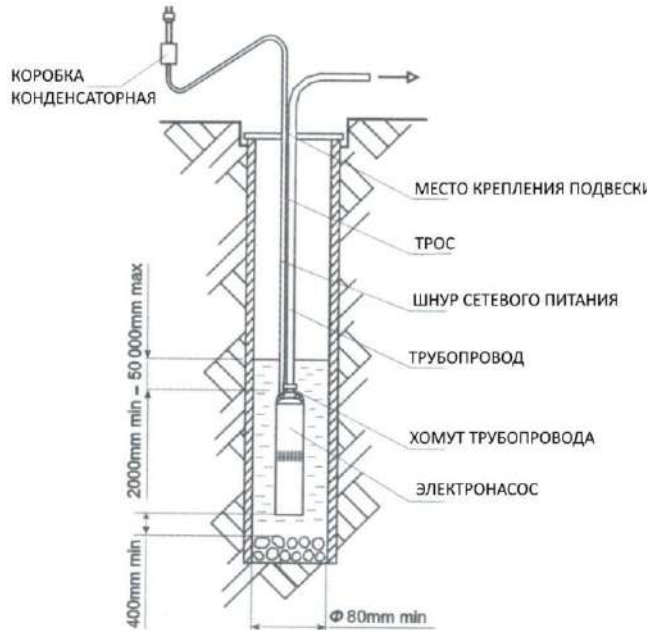 КОРОБКА
КОНДЕНСАТОРНАЯ
МЕСТО КРЕПЛЕНИЯ ПОДВЕСКИ
ТРОС
ШНУР СЕТЕВОГО ПИТАНИЯ
ТРУБОПРОВОД
ХОМУТ ТРУБОПРОВОДА
ЭЛЕКТРОНАСОС
2000mm min – 50 000mm max
400mm min
Ф 80mm min